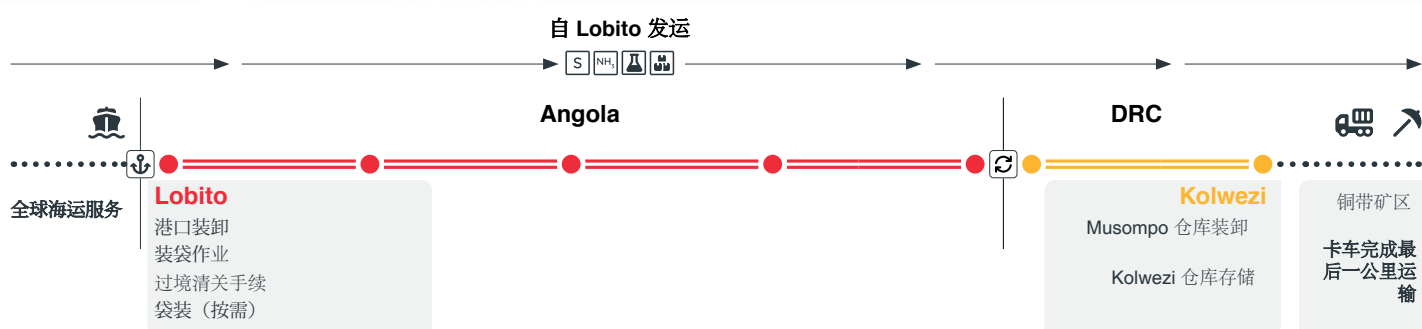 自 Lobito 发运
S NH₃
Angola
DRC
全球海运服务
Lobito
港口装卸
装袋作业
过境清关手续
袋装（按需）
Kolwezi
Musompo 仓库装卸
Kolwezi 仓库存储
铜带矿区
卡车完成最
后一公里运
输